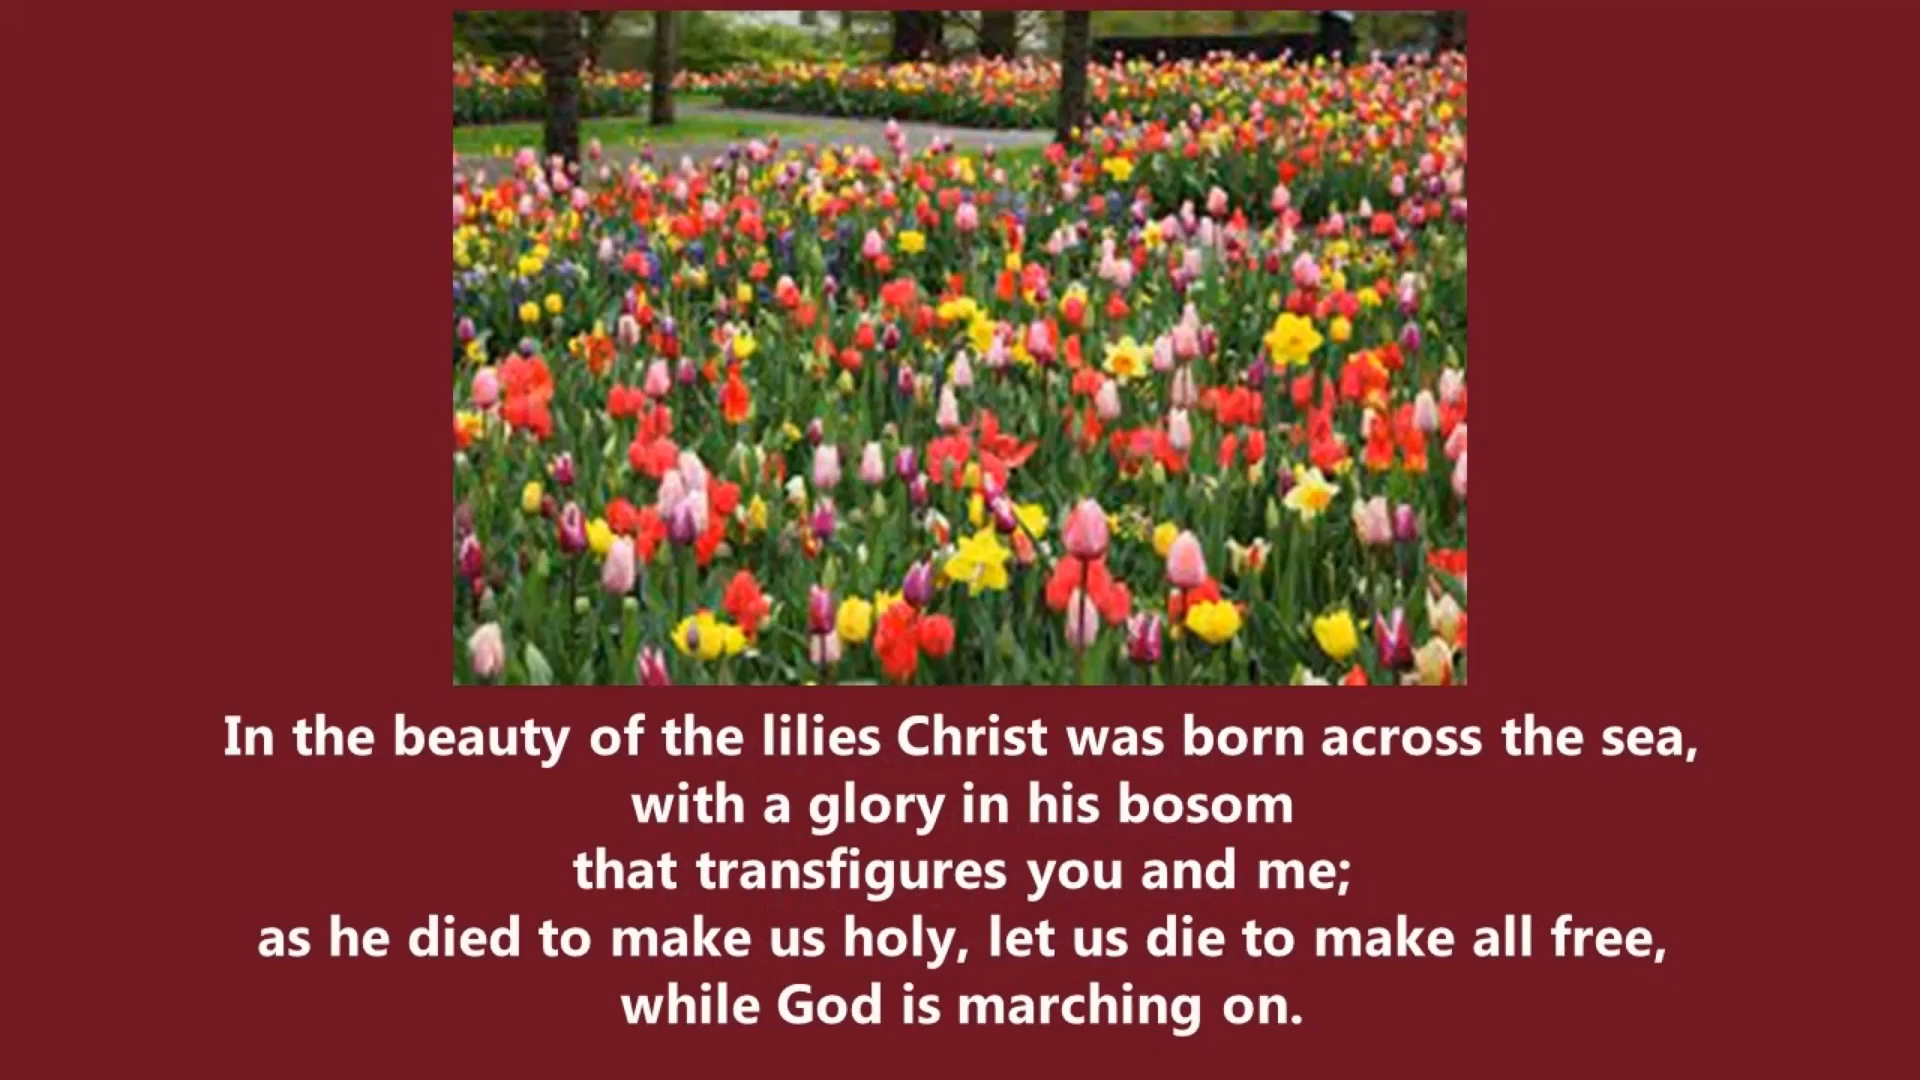 In the beauty of the lilies Christ was born across the sea,
with a glory in his bosom
that transfigures you and me;
as he died to make us holy, let us die to make all free,
while God is marching on.